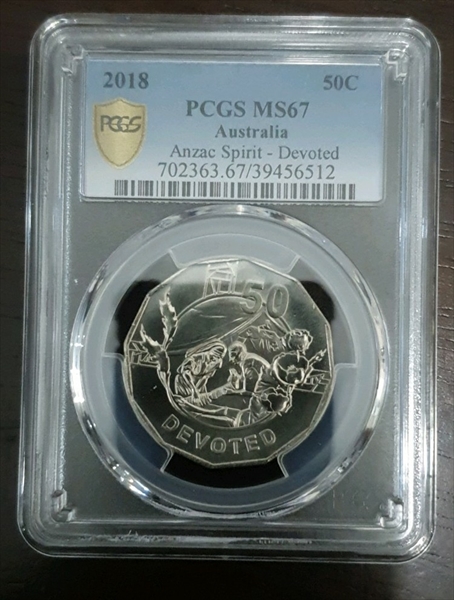 2018 50C
PCGS MS67
PCGS
Australia
Anzac Spirit - Devoted
702363.67/39456512
50
DEVOTED